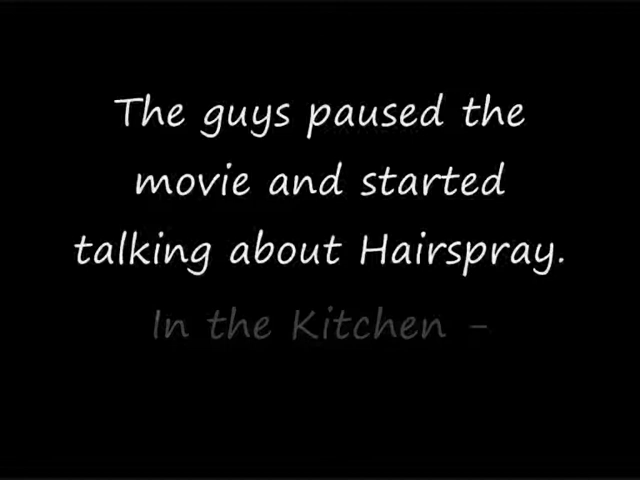 The guys paused the
movie and started
talking about Hairspray.
In the Kitchen -